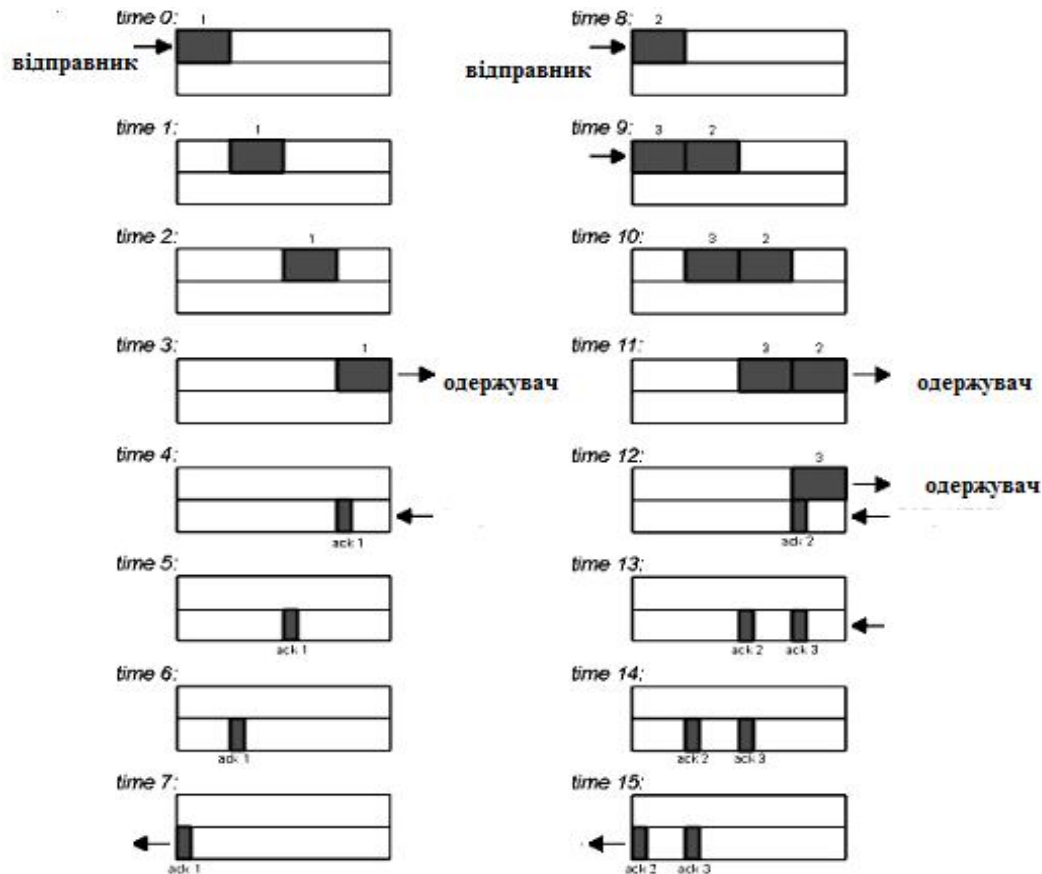 time 0:
1
відправник
time 1:
1
time 2:
1
time 3:
1
одержувач
time 4:
ack 1
time 5:
ack 1
time 6:
ack 1
time 7:
ack 1
time 8:
2
відправник
time 9:
3 2
time 10:
3 2
time 11:
3 2
одержувач
time 12:
3
одержувач
ack 2
time 13:
ack 2 ack 3
time 14:
ack 2 ack 3
time 15:
ack 2 ack 3